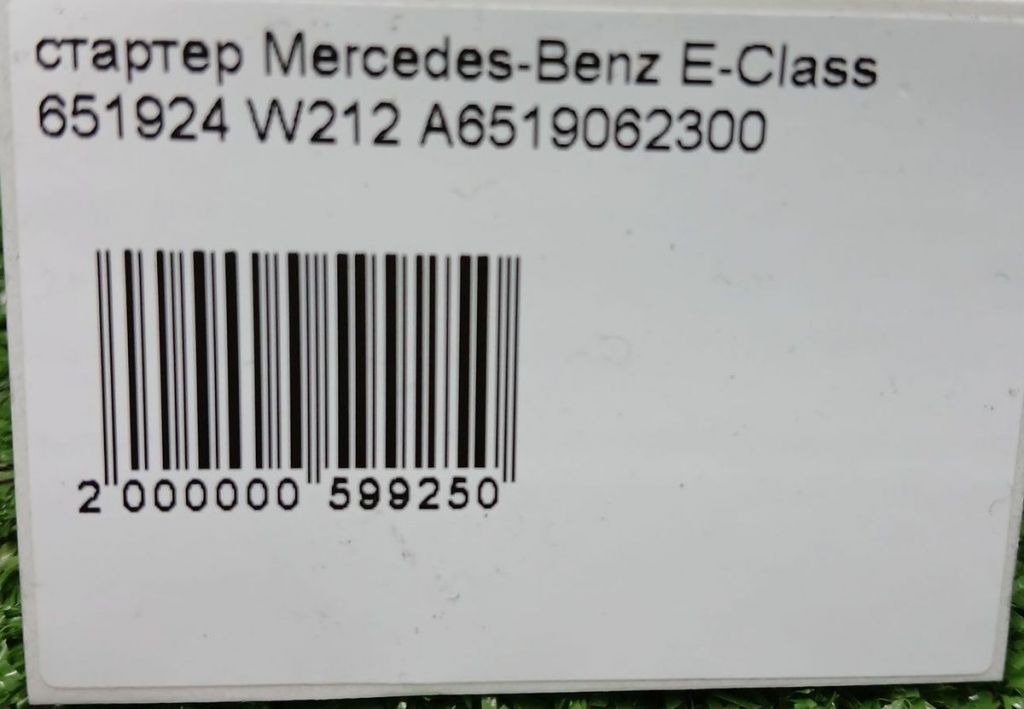 стартер Mercedes-Benz E-Class
651924 W212 A6519062300
2 000000 599250